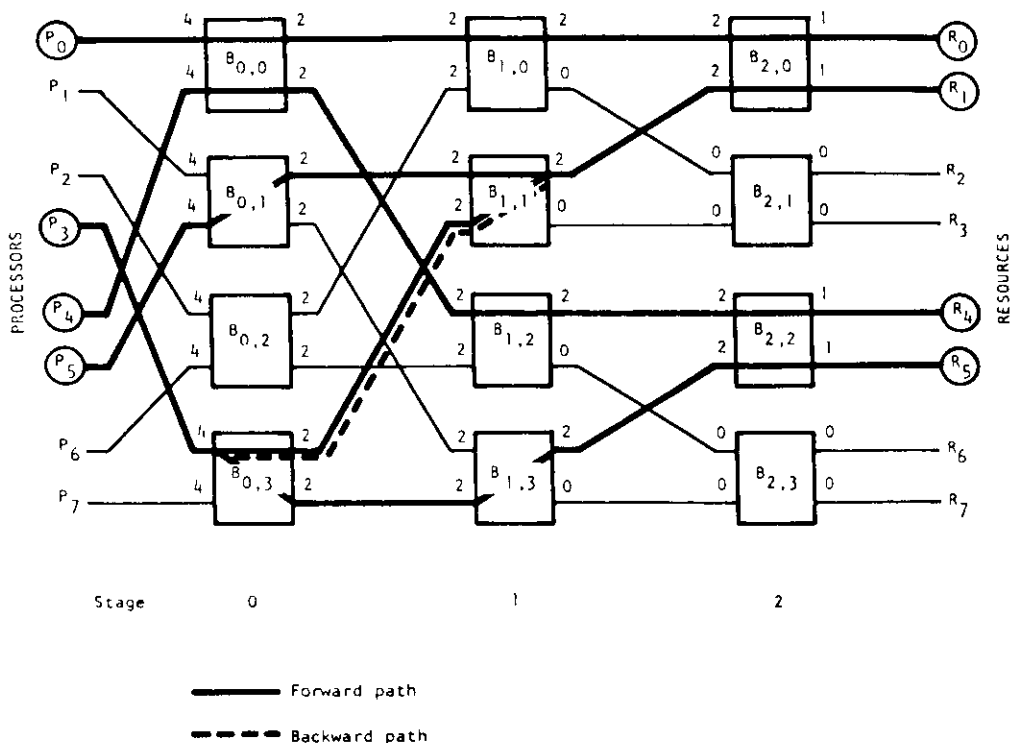 4 2 2 2 2 1
P0 B0,0 B1,0 B2,0 R0
4 2 2 0 2 1
P1 R1
4 2 2 2 0 0
P2 B0,1 B1,1 B2,1 R2
4 2 2 0 0 0
P3 R3
PROCESSORS
RESOURCES
4 2 2 2 2 1
P4 B0,2 B1,2 B2,2 R4
4 2 2 0 2 1
P5 R5
4 2 2 2 0 0
P6 B0,3 B1,3 B2,3 R6
4 2 2 0 0 0
P7 R7
Stage 0 1 2
Forward path
Backward path